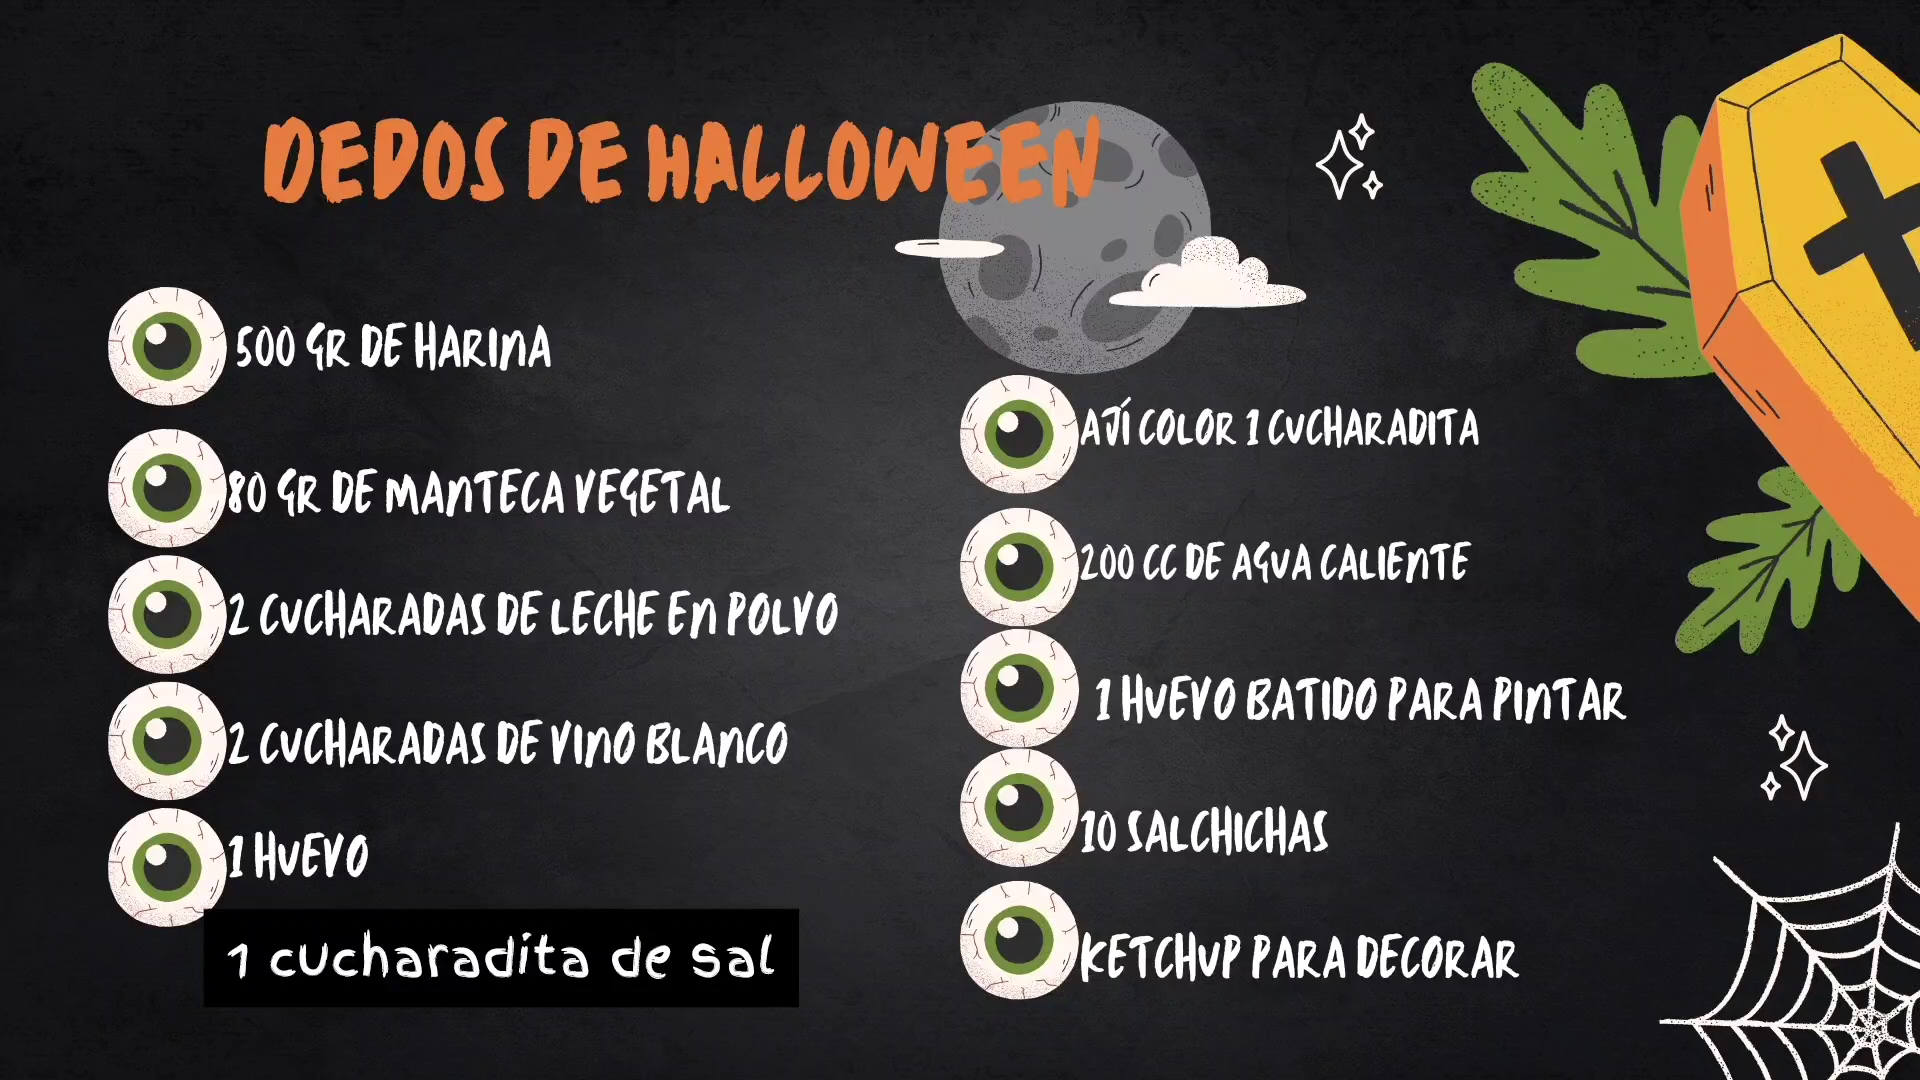 DEDOS DE HALLOWEEN
500 GR DE HARINA
80 GR DE MANTECA VEGETAL
2 CUCHARADAS DE LECHE EN POLVO
2 CUCHARADAS DE VINO BLANCO
1 HUEVO
1 cucharadita de sal
AJÍ COLOR 1 CUCHARADITA
200 CC DE AGUA CALIENTE
1 HUEVO BATIDO PARA PINTAR
10 SALCHICHAS
KETCHUP PARA DECORAR